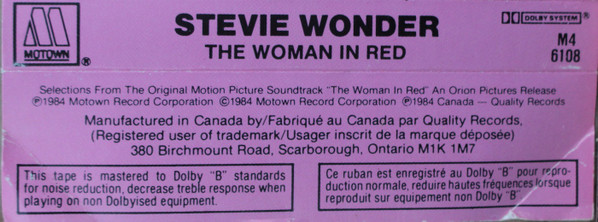 MOTOWN ®
STEVIE WONDER
THE WOMAN IN RED
DOLBY SYSTEM ®
M4
6108
Selections From The Original Motion Picture Soundtrack "The Woman In Red" An Orion Pictures Release
℗1984 Motown Record Corporation ©1984 Motown Record Corporation ℗1984 Canada — Quality Records
Manufactured in Canada by/Fabriqué au Canada par Quality Records,
(Registered user of trademark/Usager inscrit de la marque déposée)
380 Birchmount Road, Scarborough, Ontario M1K 1M7
This tape is mastered to Dolby "B" standards
for noise reduction, decrease treble response when
playing on non Dolbyised equipment.
Ce ruban est enregistré au Dolby "B" pour repro-
duction normale, reduire hautes fréquences lorsque
reproduit sur equipement non Dolby "B".